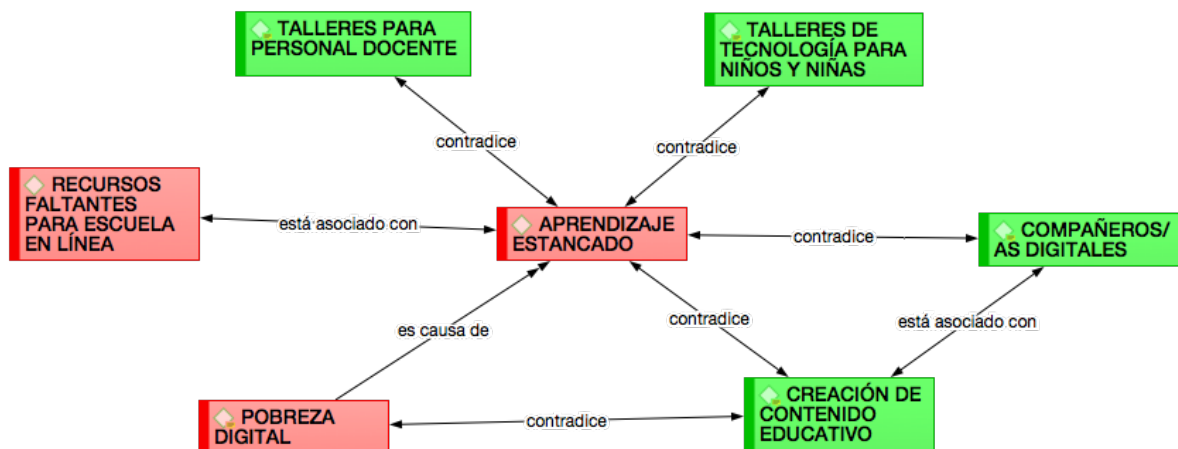 TALLERES PARA
PERSONAL DOCENTE
TALLERES DE
TECNOLOGÍA PARA
NIÑOS Y NIÑAS
contradice
contradice
RECURSOS
FALTANTES
PARA ESCUELA
EN LÍNEA
está asociado con
APRENDIZAJE
ESTANCADO
contradice
COMPAÑEROS/
AS DIGITALES
es causa de
contradice
está asociado con
POBREZA
DIGITAL
contradice
CREACIÓN DE
CONTENIDO
EDUCATIVO